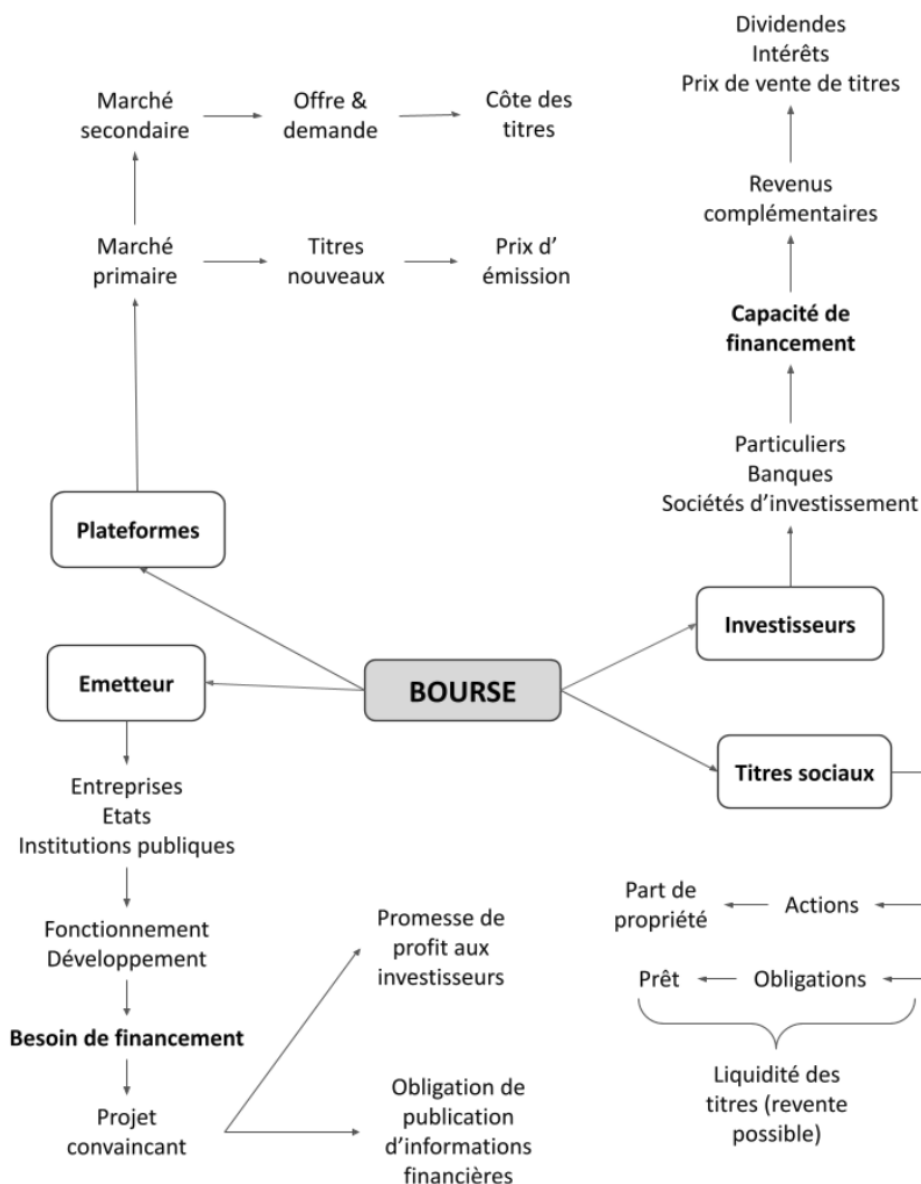 Dividendes
Intérêts
Prix de vente de titres
Marché
secondaire
Offre &
demande
Côte des
titres
Revenus
complémentaires
Marché
primaire
Titres
nouveaux
Prix d’
émission
Capacité de
financement
Particuliers
Banques
Sociétés d’investissement
Plateformes
Investisseurs
Emetteur
BOURSE
Titres sociaux
Entreprises
Etats
Institutions publiques
Fonctionnement
Développement
Besoin de financement
Projet
convaincant
Promesse de
profit aux
investisseurs
Obligation de
publication
d’informations
financières
Part de
propriété
Actions
Prêt
Obligations
Liquidité des
titres (revente
possible)